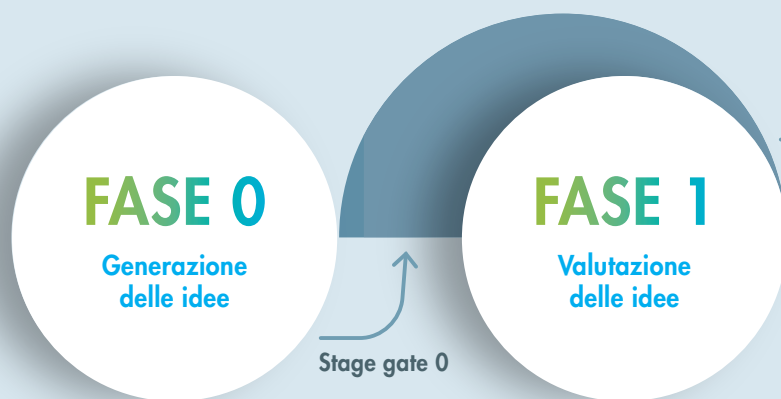 FASE 0
Generazione
delle idee
Stage gate 0
FASE 1
Valutazione
delle idee